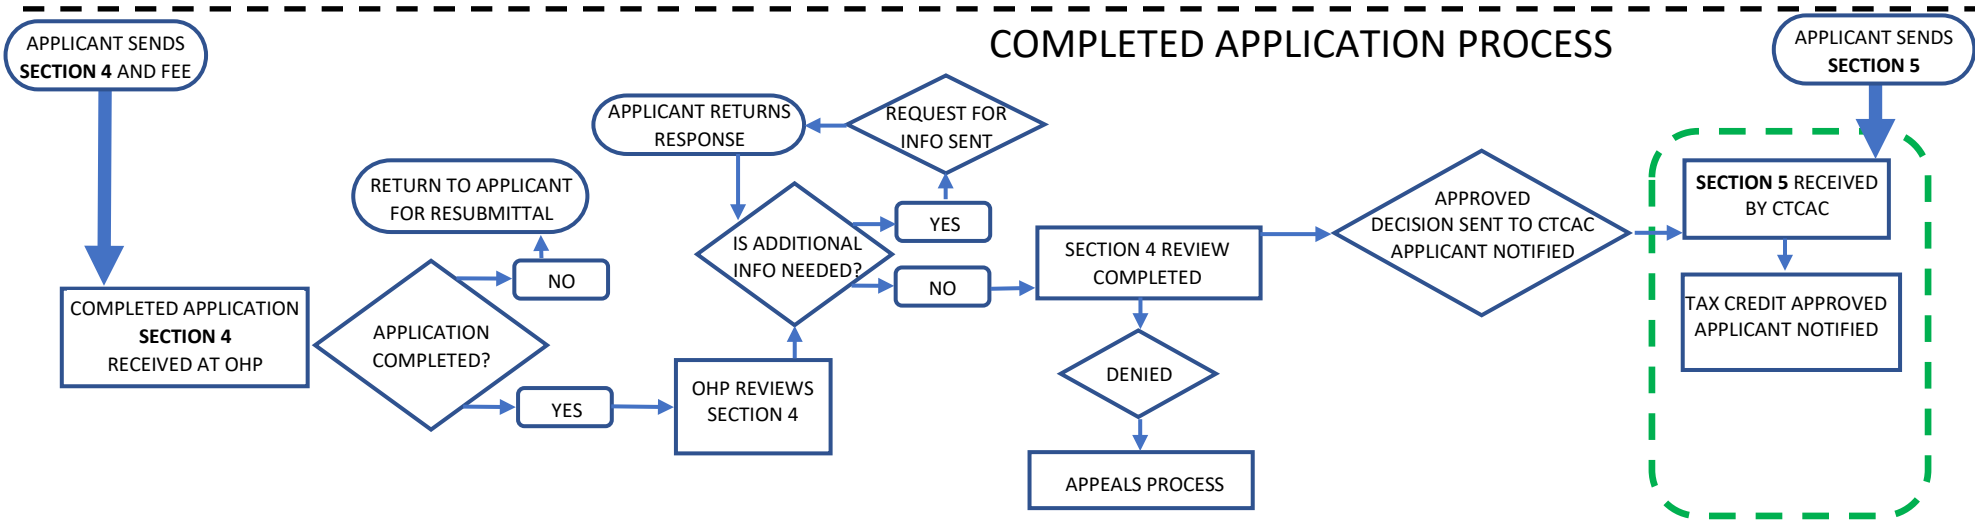 COMPLETED APPLICATION PROCESS
APPLICANT SENDS
SECTION 4 AND FEE
COMPLETED APPLICATION
SECTION 4
RECEIVED AT OHP
APPLICATION
COMPLETED?
NO
RETURN TO APPLICANT
FOR RESUBMITTAL
YES
OHP REVIEWS
SECTION 4
IS ADDITIONAL
INFO NEEDED?
YES
REQUEST FOR
INFO SENT
APPLICANT RETURNS
RESPONSE
NO
SECTION 4 REVIEW
COMPLETED
DENIED
APPEALS PROCESS
APPROVED
DECISION SENT TO CTCAC
APPLICANT NOTIFIED
APPLICANT SENDS
SECTION 5
SECTION 5 RECEIVED
BY CTCAC
TAX CREDIT APPROVED
APPLICANT NOTIFIED